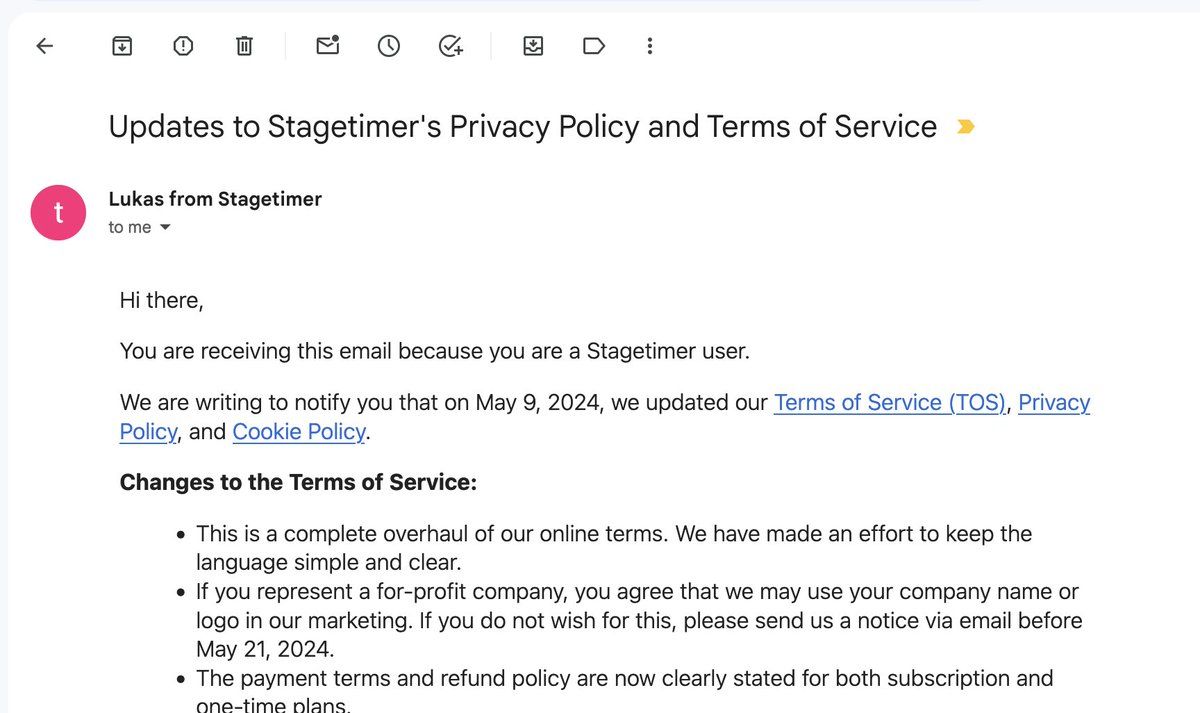 Updates to Stagetimer's Privacy Policy and Terms of Service
t
Lukas from Stagetimer
to me
Hi there,
You are receiving this email because you are a Stagetimer user.
We are writing to notify you that on May 9, 2024, we updated our Terms of Service (TOS), Privacy
Policy, and Cookie Policy.
Changes to the Terms of Service:
• This is a complete overhaul of our online terms. We have made an effort to keep the
language simple and clear.
• If you represent a for-profit company, you agree that we may use your company name or
logo in our marketing. If you do not wish for this, please send us a notice via email before
May 21, 2024.
• The payment terms and refund policy are now clearly stated for both subscription and
one-time plans.